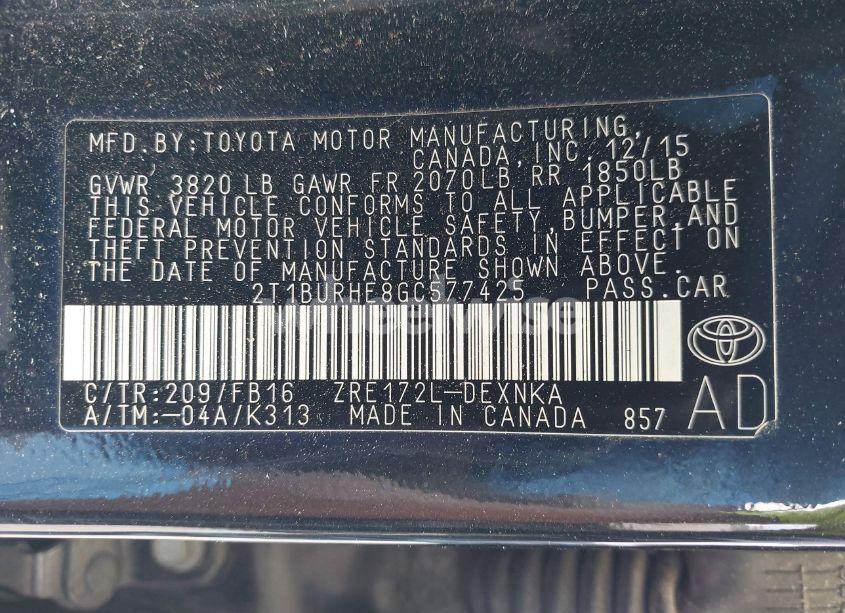 MFD.BY:TOYOTA MOTOR MANUFACTURING,
CANADA,INC. 12/15
GVWR 3820 LB GAWR FR 2070LB RR 1850LB
THIS VEHICLE CONFORMS TO ALL APPLICABLE
FEDERAL MOTOR VEHICLE SAFETY,BUMPER,AND
THEFT PREVENTION STANDARDS IN EFFECT ON
THE DATE OF MANUFACTURE SHOWN ABOVE.
2T1BURHE8GC577425 PASS.CAR
wheelwise
C/TR:209/FB16 ZRE172L-DEXNKA
A/TM:-04A/K313 MADE IN CANADA 857
AD